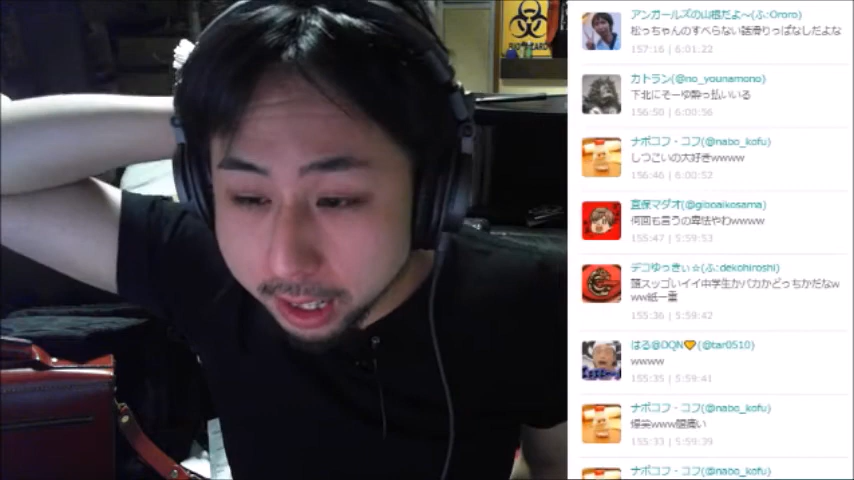 BIOHAZARD
アンガールズの山根だよ〜(ふ:Ororo)
松っちゃんのすべらない話滑りっぱなしだよな
157:16 | 6:01:22
カトラン(@no_younamono)
下北にそーゆ酔っ払いいる
156:50 | 6:00:56
ナポコフ・コフ(@nabo_kofu)
しつこいの大好きwwww
156:46 | 6:00:52
宜保マダオ(@giboaikosama)
何回も言うの卑怯やわwwww
155:47 | 5:59:53
デコゆっきぃ☆(ふ:dekohiroshi)
頭スッゴいイイ中学生かバカかどっちかだなw
ww紙一重
155:36 | 5:59:42
はる@DQN💛(@tar0510)
wwww
155:35 | 5:59:41
ナポコフ・コフ(@nabo_kofu)
爆笑www腹痛い
155:33 | 5:59:39
ナポコフ・コフ(@nabo_kofu)